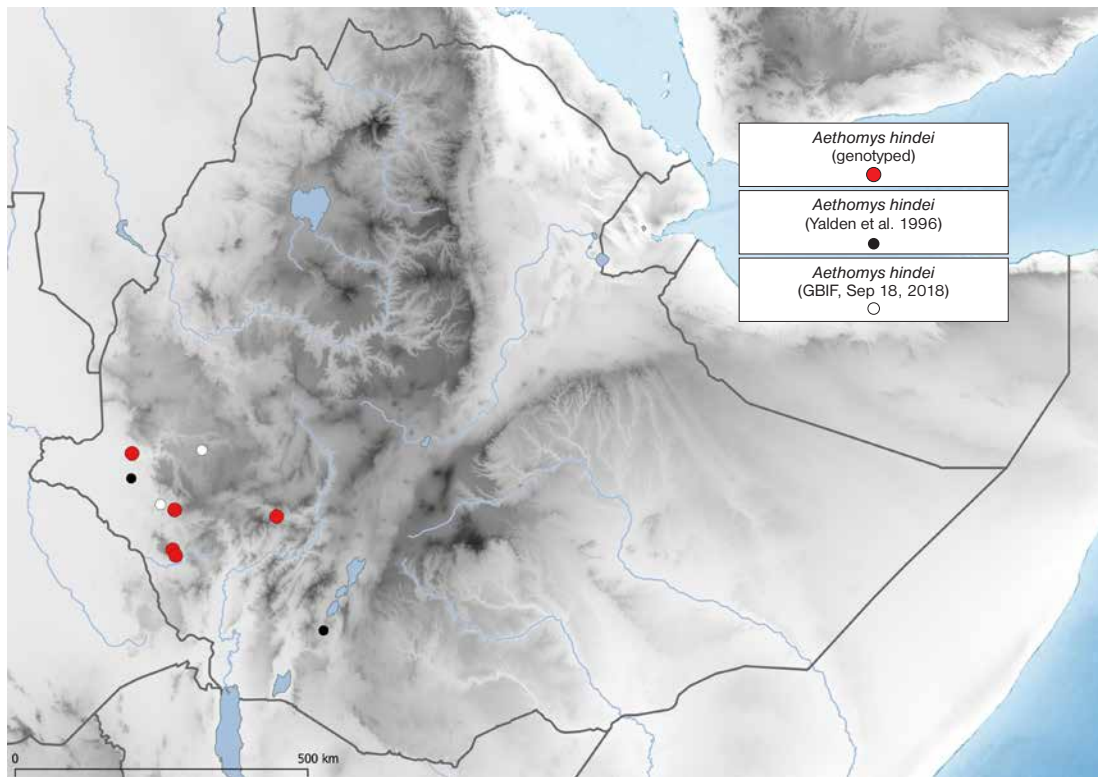 Aethomys hindei
(genotyped)
Aethomys hindei
(Yalden et al. 1996)
Aethomys hindei
(GBIF, Sep 18, 2018)
0
500 km